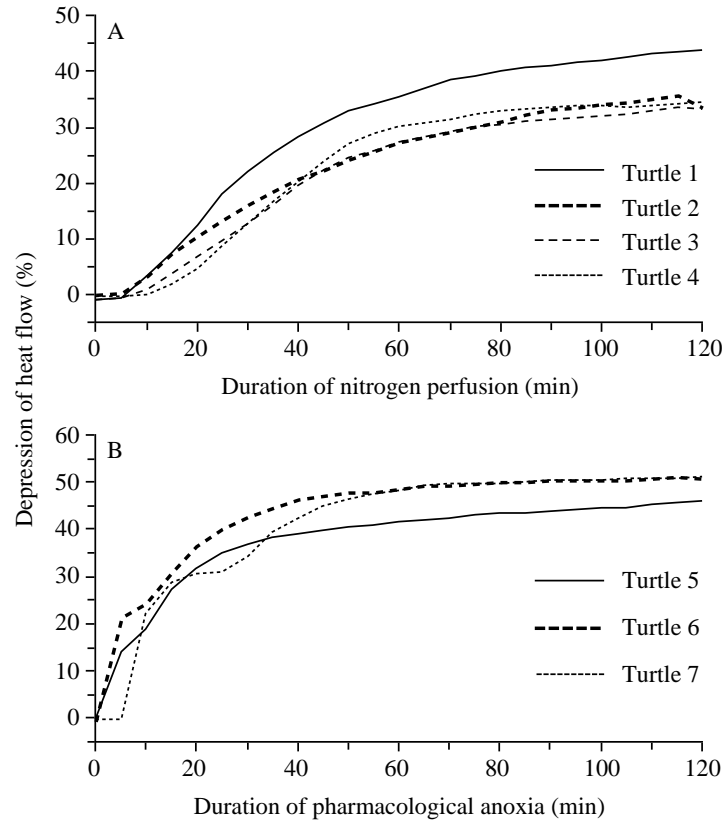 Depression of heat flow (%)
A
50
40
30
20
10
0
Turtle 1
Turtle 2
Turtle 3
Turtle 4
0 20 40 60 80 100 120
Duration of nitrogen perfusion (min)
B
60
50
40
30
20
10
0
Turtle 5
Turtle 6
Turtle 7
0 20 40 60 80 100 120
Duration of pharmacological anoxia (min)